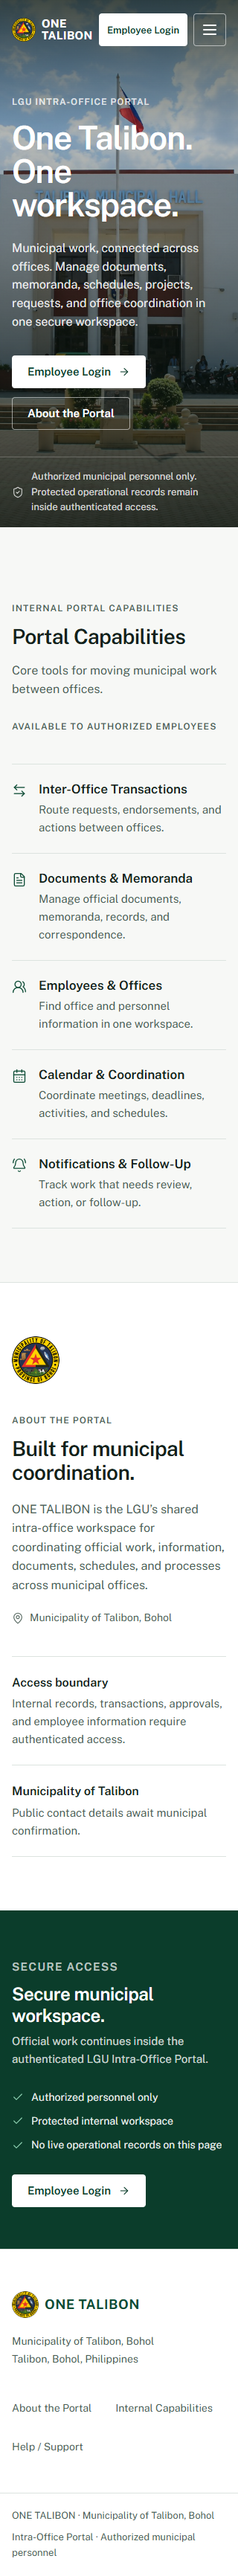 ONE
TALIBON
Employee Login
LGU INTRA-OFFICE PORTAL
One Talibon.
One
workspace.
Municipal work, connected across
offices. Manage documents,
memoranda, schedules, projects,
requests, and office coordination in
one secure workspace.
Employee Login
About the Portal
Authorized municipal personnel only.
Protected operational records remain
inside authenticated access.
INTERNAL PORTAL CAPABILITIES
Portal Capabilities
Core tools for moving municipal work
between offices.
AVAILABLE TO AUTHORIZED EMPLOYEES
Inter-Office Transactions
Route requests, endorsements, and
actions between offices.
Documents & Memoranda
Manage official documents,
memoranda, records, and
correspondence.
Employees & Offices
Find office and personnel
information in one workspace.
Calendar & Coordination
Coordinate meetings, deadlines,
activities, and schedules.
Notifications & Follow-Up
Track work that needs review,
action, or follow-up.
ABOUT THE PORTAL
Built for municipal
coordination.
ONE TALIBON is the LGU's shared
intra-office workspace for
coordinating official work, information,
documents, schedules, and processes
across municipal offices.
Municipality of Talibon, Bohol
Access boundary
Internal records, transactions, approvals,
and employee information require
authenticated access.
Municipality of Talibon
Public contact details await municipal
confirmation.
SECURE ACCESS
Secure municipal
workspace.
Official work continues inside the
authenticated LGU Intra-Office Portal.
Authorized personnel only
Protected internal workspace
No live operational records on this page
Employee Login
ONE TALIBON
Municipality of Talibon, Bohol
Talibon, Bohol, Philippines
About the Portal
Internal Capabilities
Help / Support
ONE TALIBON · Municipality of Talibon, Bohol
Intra-Office Portal · Authorized municipal
personnel